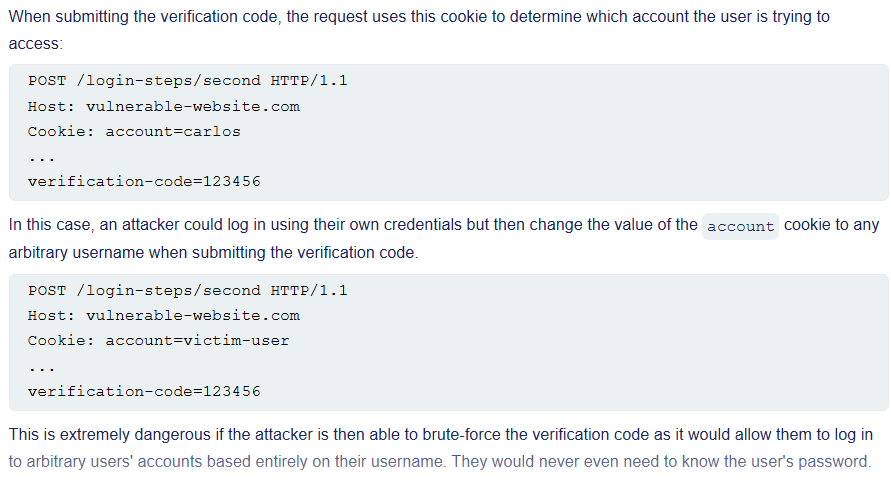 When submitting the verification code, the request uses this cookie to determine which account the user is trying to
access:
POST /login-steps/second HTTP/1.1
Host: vulnerable-website.com
Cookie: account=carlos
...
verification-code=123456
In this case, an attacker could log in using their own credentials but then change the value of the account cookie to any
arbitrary username when submitting the verification code.
POST /login-steps/second HTTP/1.1
Host: vulnerable-website.com
Cookie: account=victim-user
...
verification-code=123456
This is extremely dangerous if the attacker is then able to brute-force the verification code as it would allow them to log in
to arbitrary users' accounts based entirely on their username. They would never even need to know the user's password.